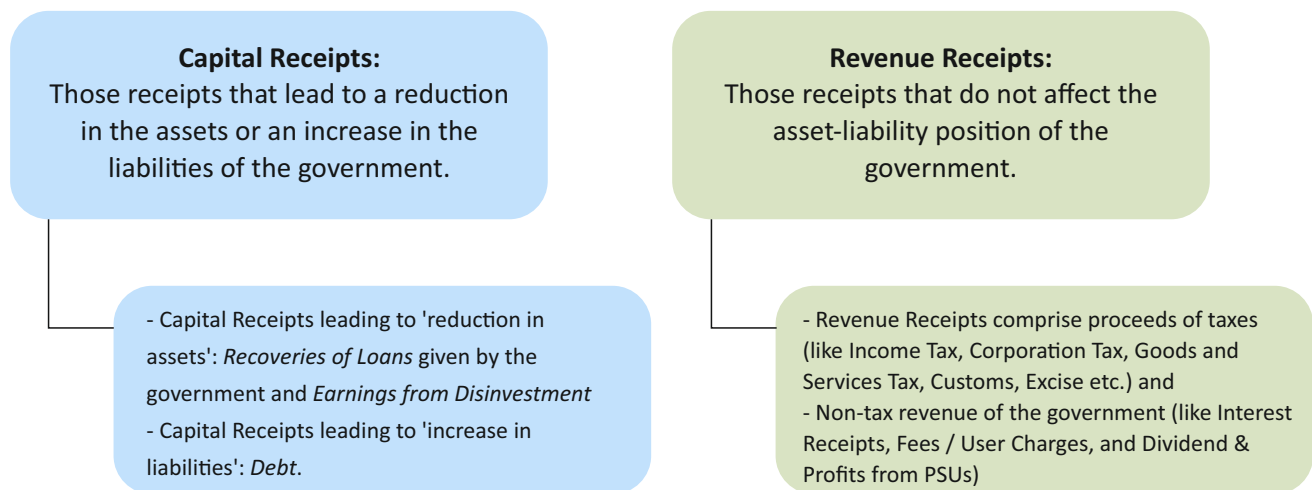 Capital Receipts:
Those receipts that lead to a reduction
in the assets or an increase in the
liabilities of the government.
- Capital Receipts leading to 'reduction in
assets': Recoveries of Loans given by the
government and Earnings from Disinvestment
- Capital Receipts leading to 'increase in
liabilities': Debt.
Revenue Receipts:
Those receipts that do not affect the
asset-liability position of the
government.
- Revenue Receipts comprise proceeds of taxes
(like Income Tax, Corporation Tax, Goods and
Services Tax, Customs, Excise etc.) and
- Non-tax revenue of the government (like Interest
Receipts, Fees / User Charges, and Dividend &
Profits from PSUs)